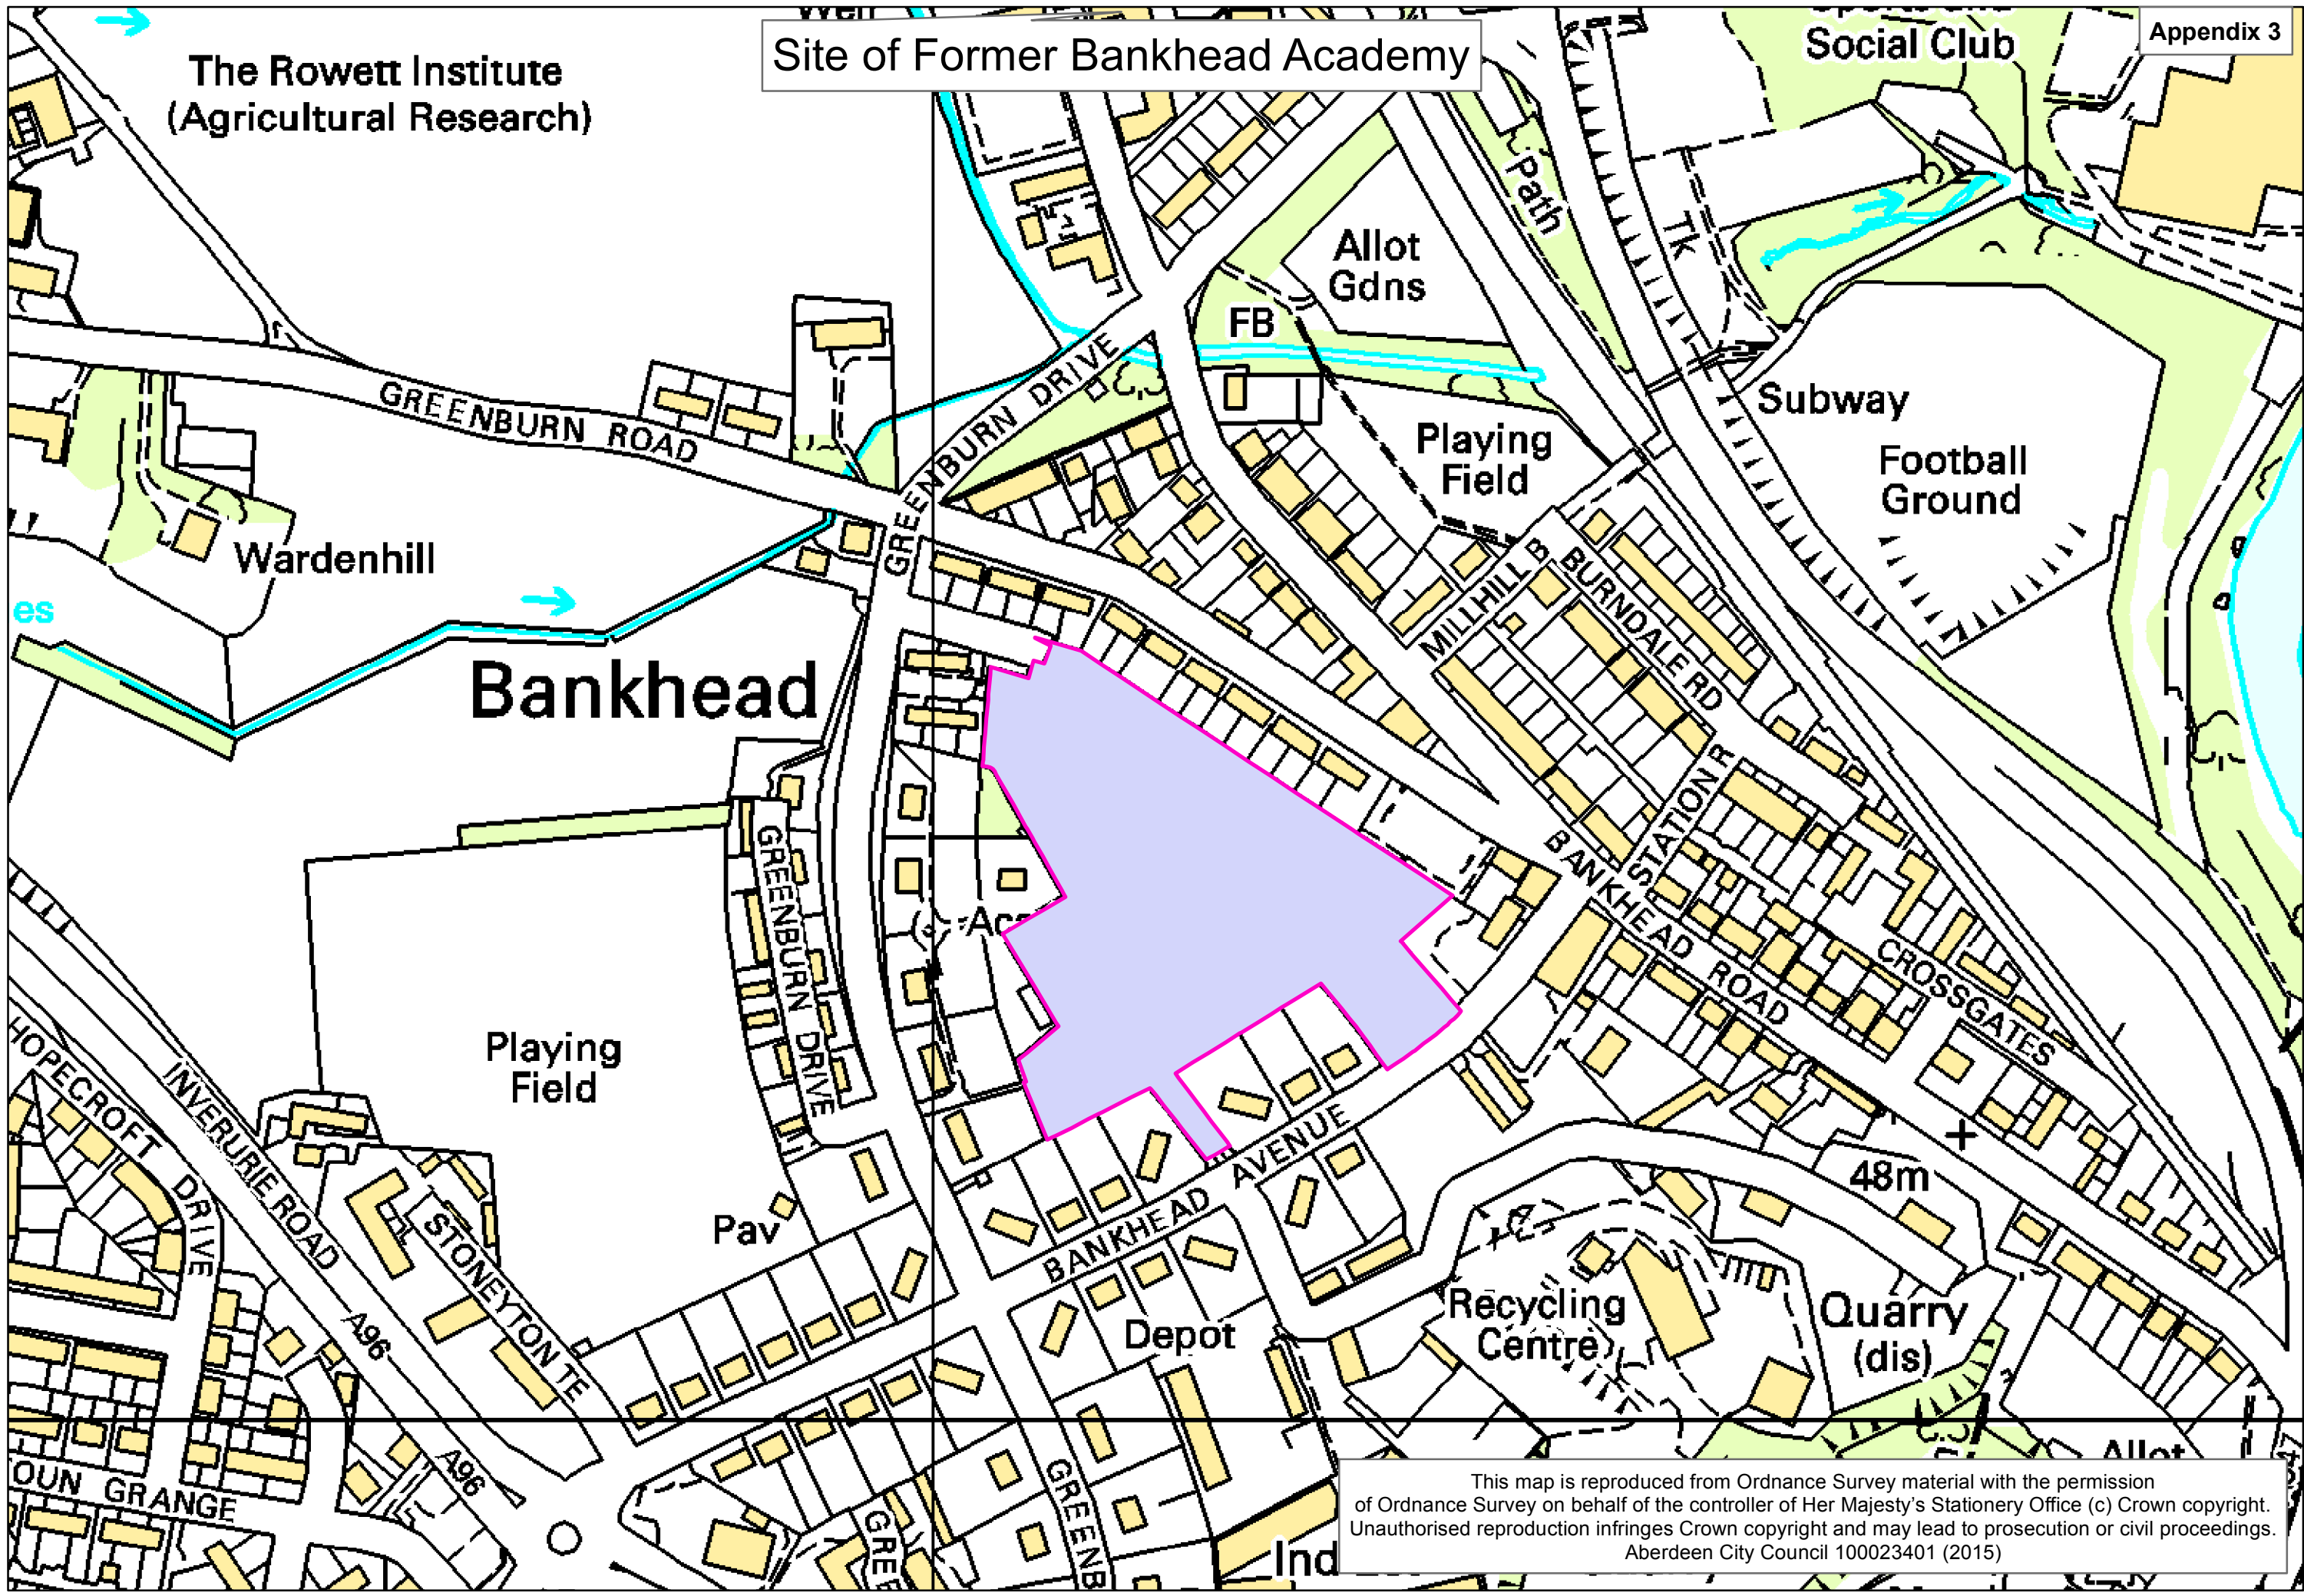 Site of Former Bankhead Academy
Appendix 3
Social Club
The Rowett Institute
(Agricultural Research)
Path
Tk
Allot
Gdns
FB
GREENBURN DRIVE
Subway
GREENBURN ROAD
Playing
Field
Football
Ground
Wardenhill
es
MILLHILL B
BURNDALE RD
Bankhead
STATION R
GREENBURN DRIVE
BANKHEAD ROAD
CROSSGATES
Playing
Field
HOPECROFT DRIVE
INVERURIE ROAD
A96
STONEYTON TE
Pav
BANKHEAD AVENUE
48m
Recycling
Centre
Quarry
(dis)
Depot
A96
OUN GRANGE
GREENB
GREE
Ind
Allot
This map is reproduced from Ordnance Survey material with the permission
of Ordnance Survey on behalf of the controller of Her Majesty's Stationery Office (c) Crown copyright.
Unauthorised reproduction infringes Crown copyright and may lead to prosecution or civil proceedings.
Aberdeen City Council 100023401 (2015)